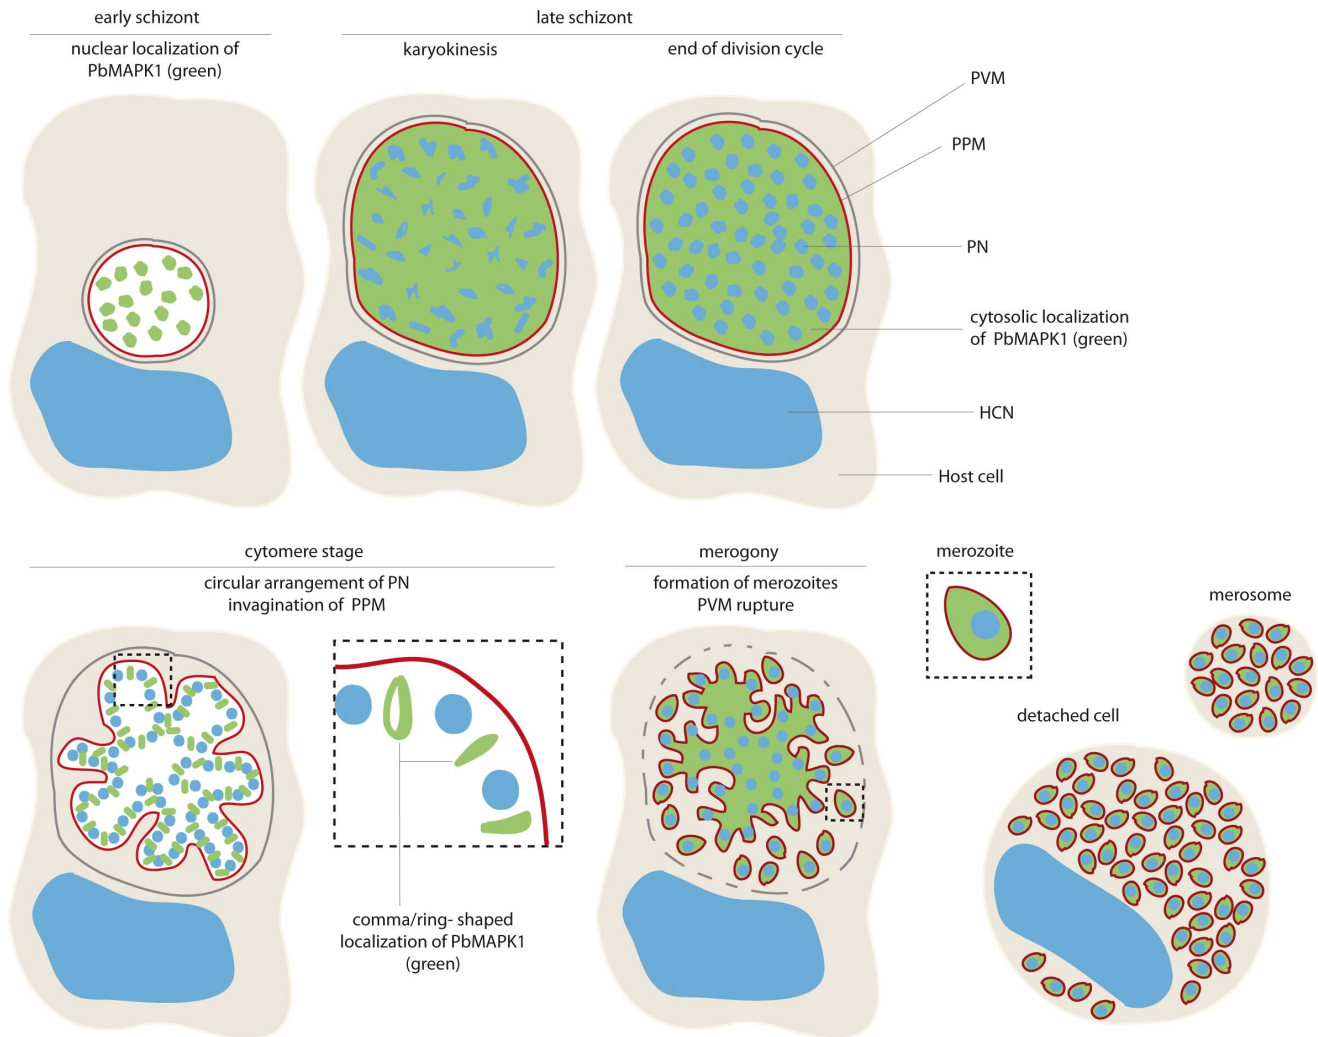 early schizont
late schizont
nuclear localization of
PbMAPK1 (green)
karyokinesis
end of division cycle
PVM
PPM
PN
cytosolic localization
of PbMAPK1 (green)
HCN
Host cell
cytomere stage
circular arrangement of PN
invagination of PPM
merogony
formation of merozoites
PVM rupture
merozoite
merosome
detached cell
comma/ring- shaped
localization of PbMAPK1
(green)